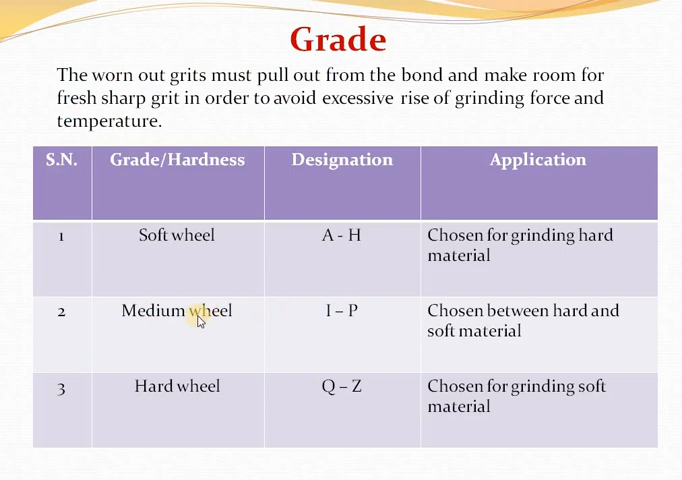 Grade
The worn out grits must pull out from the bond and make room for
fresh sharp grit in order to avoid excessive rise of grinding force and
temperature.
S.N. Grade/Hardness Designation Application
1 Soft wheel A - H Chosen for grinding hard
material
2 Medium wheel I – P Chosen between hard and
soft material
3 Hard wheel Q – Z Chosen for grinding soft
material